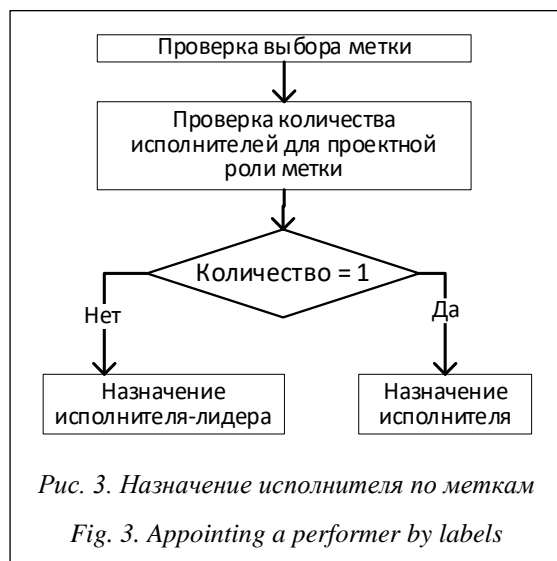 Проверка выбора метки
Проверка количества
исполнителей для проектной
роли метки
Количество = 1
Нет
Да
Назначение
исполнителя-лидера
Назначение
исполнителя
Рис. 3. Назначение исполнителя по меткам
Fig. 3. Appointing a performer by labels